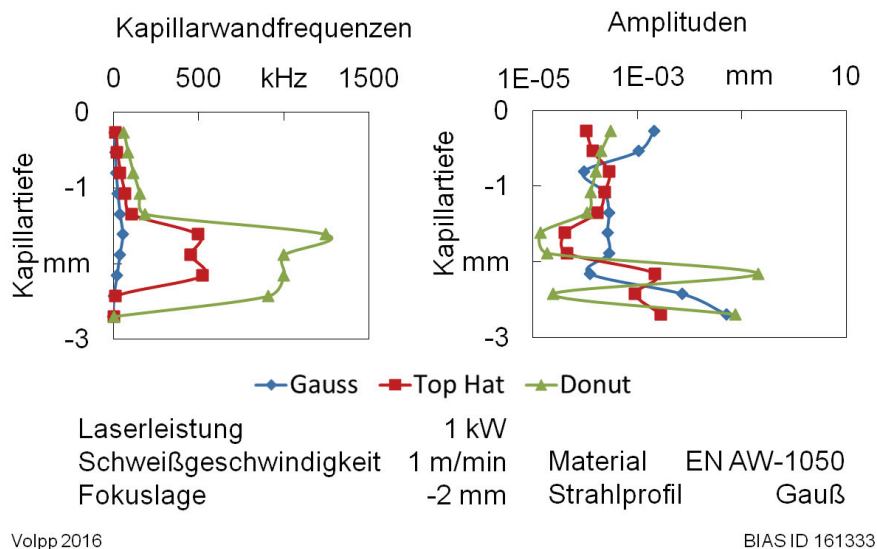 Kapillarwandfrequenzen
0 500 kHz 1500
0
-1
mm
-3
Kapillartiefe
Amplituden
1E-05 1E-03 mm 10
0
-1
mm
-3
Kapillartiefe
Gauss Top Hat Donut
Laserleistung 1 kW
Schweißgeschwindigkeit 1 m/min
Fokuslage -2 mm
Material EN AW-1050
Strahlprofil Gauß
Volpp 2016
BIAS ID 161333